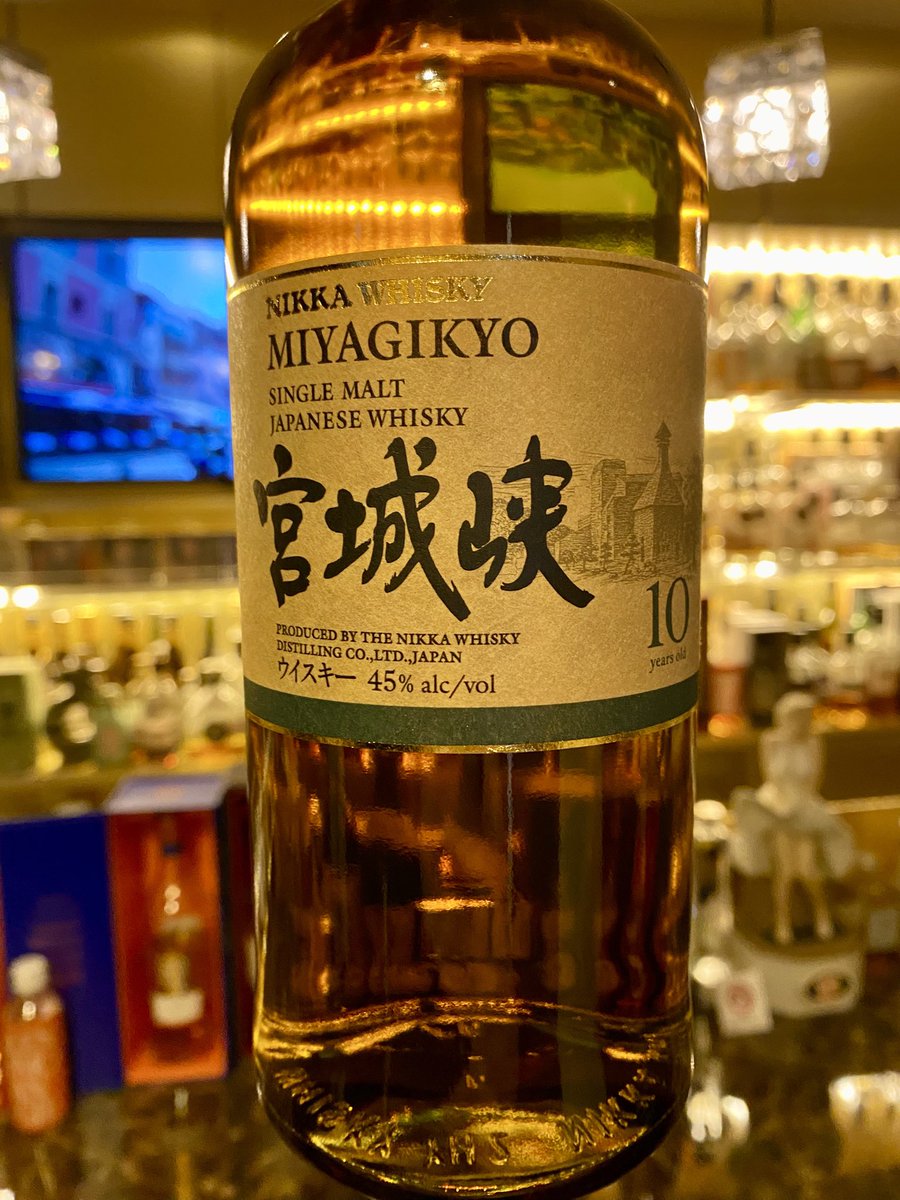 NIKKA WHISKY
MIYAGIKYO
SINGLE MALT
JAPANESE WHISKY
宮城峡
10
years old
PRODUCED BY THE NIKKA WHISKY
DISTILLING CO.,LTD.,JAPAN
ウイスキー 45% alc/vol